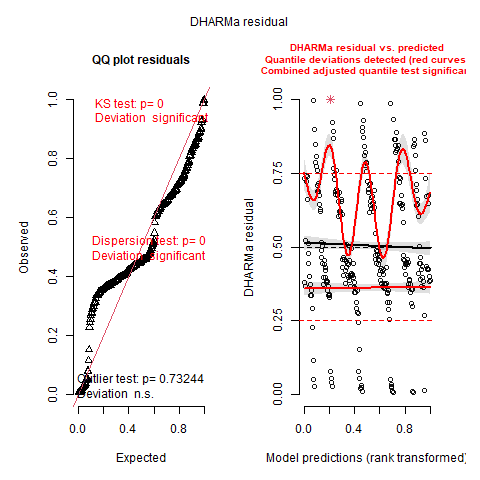 DHARMa residual
QQ plot residuals
KS test: p= 0
Deviation significant
Dispersion test: p= 0
Deviation significant
Outlier test: p= 0.73244
Deviation n.s.
Observed
1.0
0.8
0.6
0.4
0.2
0.0
0.0
0.4
0.8
Expected
DHARMa residual vs. predicted
Quantile deviations detected (red curves
Combined adjusted quantile test significan
DHARMa residual
1.00
0.75
0.50
0.25
0.00
0.0
0.4
0.8
Model predictions (rank transformed)